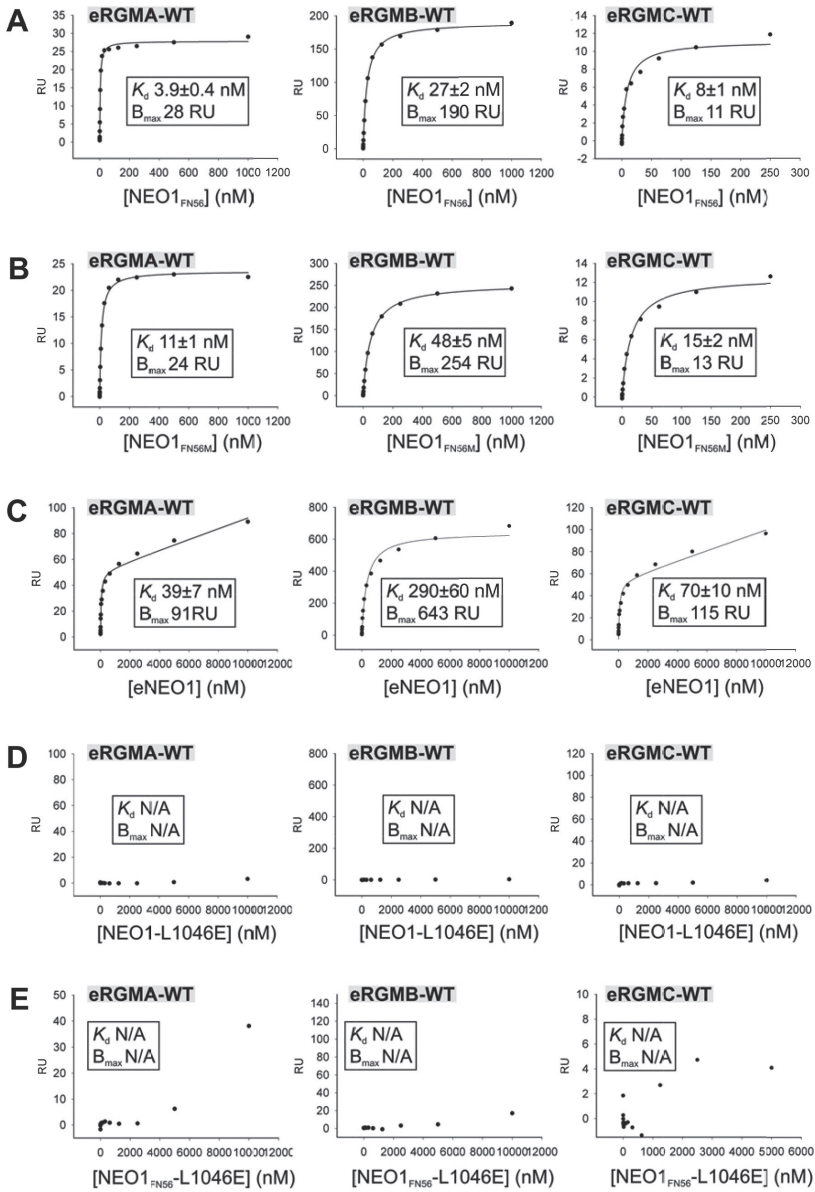 A
eRGMA-WT eRGMB-WT eRGMC-WT
35 30 25 20 15 10 5 0
RU
Kd 3.9±0.4 nM
Bmax 28 RU
0 200 400 600 800 1000 1200
[NEO1FN56] (nM)
200 150 100 50 0
RU
Kd 27±2 nM
Bmax 190 RU
0 200 400 600 800 1000 1200
[NEO1FN56] (nM)
14 12 10 8 6 4 2 0 -2
RU
Kd 8±1 nM
Bmax 11 RU
0 50 100 150 200 250 300
[NEO1FN56] (nM)
B
eRGMA-WT eRGMB-WT eRGMC-WT
25 20 15 10 5 0
RU
Kd 11±1 nM
Bmax 24 RU
0 200 400 600 800 1000 1200
[NEO1FN56M] (nM)
300 250 200 150 100 50 0
RU
Kd 48±5 nM
Bmax 254 RU
0 200 400 600 800 1000 1200
[NEO1FN56M] (nM)
14 12 10 8 6 4 2 0
RU
Kd 15±2 nM
Bmax 13 RU
0 50 100 150 200 250 300
[NEO1FN56M] (nM)
C
eRGMA-WT eRGMB-WT eRGMC-WT
100 80 60 40 20 0
RU
Kd 39±7 nM
Bmax 91RU
0 2000 4000 6000 8000 10000 12000
[eNEO1] (nM)
800 600 400 200 0
RU
Kd 290±60 nM
Bmax 643 RU
0 2000 4000 6000 8000 10000 12000
[eNEO1] (nM)
120 100 80 60 40 20 0
RU
Kd 70±10 nM
Bmax 115 RU
0 2000 4000 6000 8000 10000 12000
[eNEO1] (nM)
D
eRGMA-WT eRGMB-WT eRGMC-WT
100 80 60 40 20 0
RU
Kd N/A
Bmax N/A
0 2000 4000 6000 8000 10000 12000
[NEO1-L1046E] (nM)
800 600 400 200 0
RU
Kd N/A
Bmax N/A
0 2000 4000 6000 8000 10000 12000
[NEO1-L1046E] (nM)
120 100 80 60 40 20 0
RU
Kd N/A
Bmax N/A
0 2000 4000 6000 8000 10000 12000
[NEO1-L1046E] (nM)
E
eRGMA-WT eRGMB-WT eRGMC-WT
50 40 30 20 10 0
RU
Kd N/A
Bmax N/A
0 2000 4000 6000 8000 10000 12000
[NEO1FN56-L1046E] (nM)
140 120 100 80 60 40 20 0
RU
Kd N/A
Bmax N/A
0 2000 4000 6000 8000 10000 12000
[NEO1FN56-L1046E] (nM)
10 8 6 4 2 0
RU
Kd N/A
Bmax N/A
0 1000 2000 3000 4000 5000 6000
[NEO1FN56-L1046E] (nM)